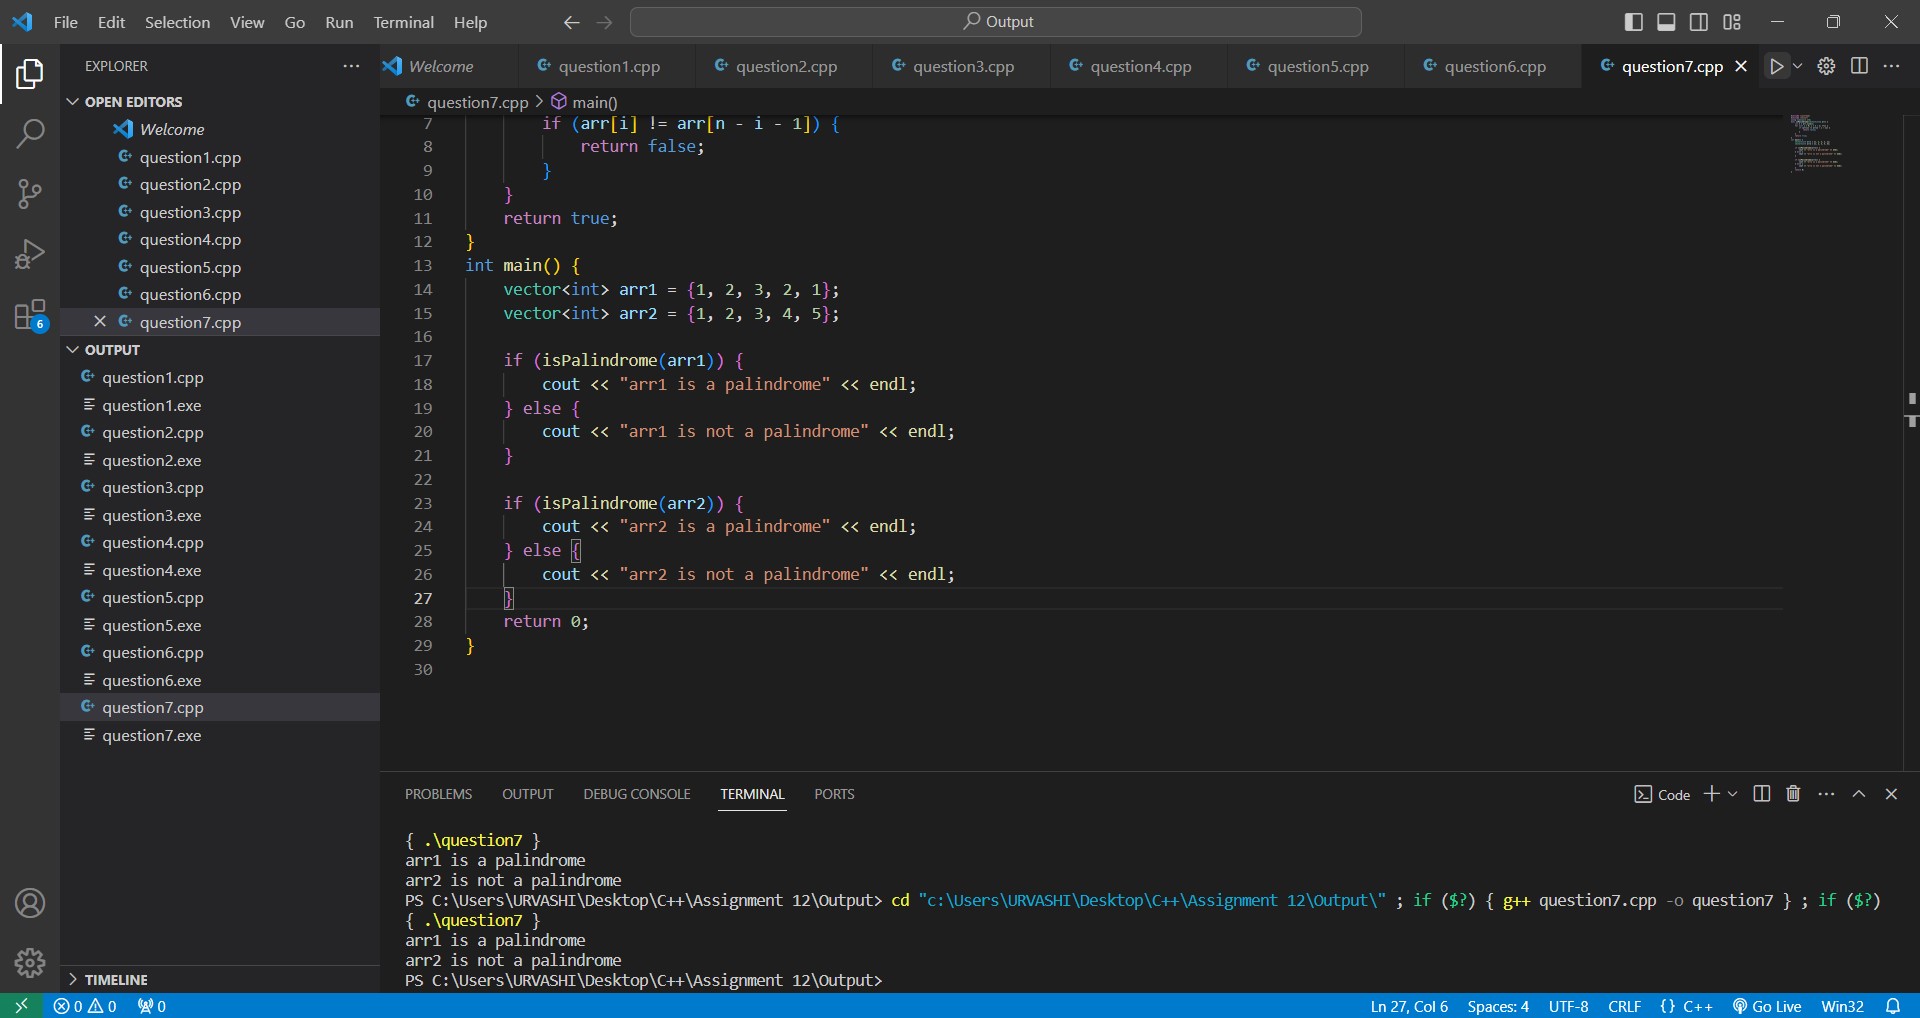 File Edit Selection View Go Run Terminal Help
Output
EXPLORER
OPEN EDITORS
Welcome
question1.cpp
question2.cpp
question3.cpp
question4.cpp
question5.cpp
question6.cpp
question7.cpp
OUTPUT
question1.cpp
question1.exe
question2.cpp
question2.exe
question3.cpp
question3.exe
question4.cpp
question4.exe
question5.cpp
question5.exe
question6.cpp
question6.exe
question7.cpp
question7.exe
TIMELINE
6
Welcome question1.cpp question2.cpp question3.cpp question4.cpp question5.cpp question6.cpp question7.cpp
question7.cpp > main()
7 if (arr[i] != arr[n - i - 1]) {
8 return false;
9 }
10 }
11 return true;
12 }
13 int main() {
14 vector<int> arr1 = {1, 2, 3, 2, 1};
15 vector<int> arr2 = {1, 2, 3, 4, 5};
16
17 if (isPalindrome(arr1)) {
18 cout << "arr1 is a palindrome" << endl;
19 } else {
20 cout << "arr1 is not a palindrome" << endl;
21 }
22
23 if (isPalindrome(arr2)) {
24 cout << "arr2 is a palindrome" << endl;
25 } else {
26 cout << "arr2 is not a palindrome" << endl;
27 }
28 return 0;
29 }
30
PROBLEMS OUTPUT DEBUG CONSOLE TERMINAL PORTS
Code
{ .\question7 }
arr1 is a palindrome
arr2 is not a palindrome
PS C:\Users\URVASHI\Desktop\C++\Assignment 12\Output> cd "c:\Users\URVASHI\Desktop\C++\Assignment 12\Output\" ; if ($?) { g++ question7.cpp -o question7 } ; if ($?)
{ .\question7 }
arr1 is a palindrome
arr2 is not a palindrome
PS C:\Users\URVASHI\Desktop\C++\Assignment 12\Output>
0 0 0 Ln 27, Col 6 Spaces: 4 UTF-8 CRLF {} C++ Go Live Win32